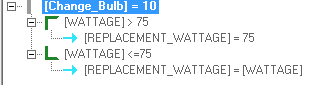 [Change_Bulb] = 10
[WATTAGE] > 75
[REPLACEMENT_WATTAGE] = 75
[WATTAGE] <=75
[REPLACEMENT_WATTAGE] = [WATTAGE]